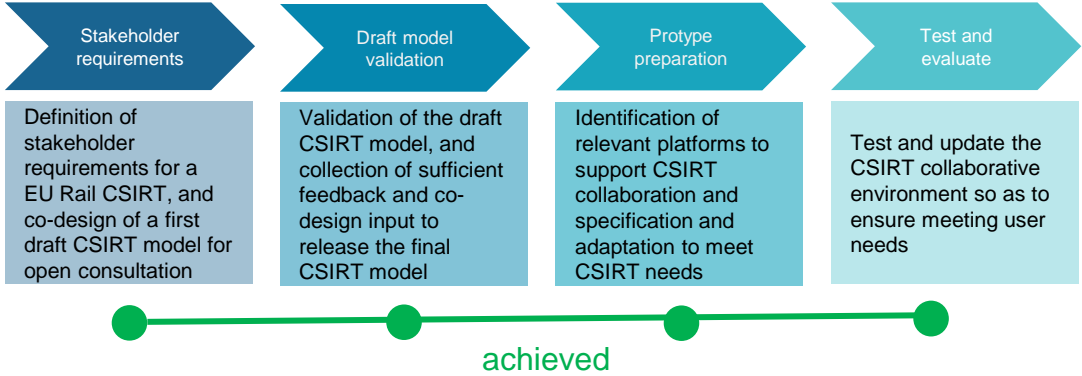 Stakeholder
requirements
Draft model
validation
Protype
preparation
Test and
evaluate
Definition of
stakeholder
requirements for a
EU Rail CSIRT, and
co-design of a first
draft CSIRT model for
open consultation
Validation of the draft
CSIRT model, and
collection of sufficient
feedback and co-
design input to
release the final
CSIRT model
Identification of
relevant platforms to
support CSIRT
collaboration and
specification and
adaptation to meet
CSIRT needs
Test and update the
CSIRT collaborative
environment so as to
ensure meeting user
needs
achieved